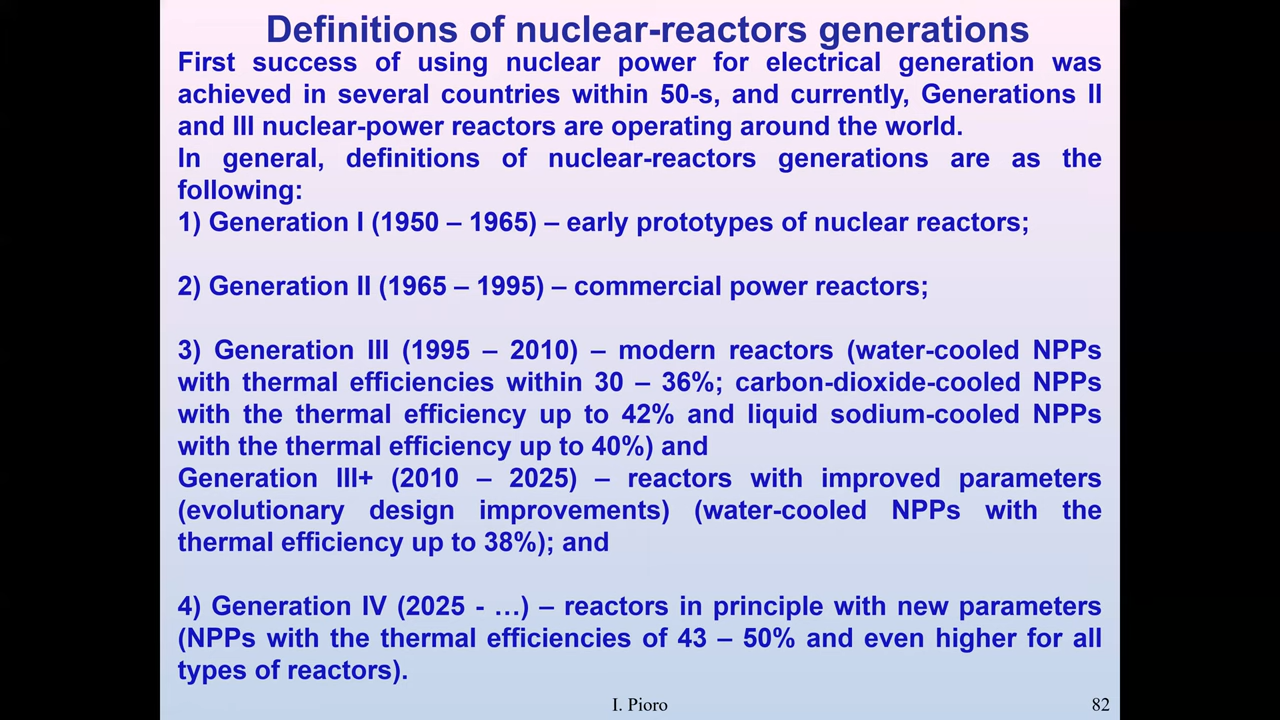 Definitions of nuclear-reactors generations
First success of using nuclear power for electrical generation was
achieved in several countries within 50-s, and currently, Generations II
and III nuclear-power reactors are operating around the world.
In general, definitions of nuclear-reactors generations are as the
following:
1) Generation I (1950 – 1965) – early prototypes of nuclear reactors;
2) Generation II (1965 – 1995) – commercial power reactors;
3) Generation III (1995 – 2010) – modern reactors (water-cooled NPPs
with thermal efficiencies within 30 – 36%; carbon-dioxide-cooled NPPs
with the thermal efficiency up to 42% and liquid sodium-cooled NPPs
with the thermal efficiency up to 40%) and
Generation III+ (2010 – 2025) – reactors with improved parameters
(evolutionary design improvements) (water-cooled NPPs with the
thermal efficiency up to 38%); and
4) Generation IV (2025 - …) – reactors in principle with new parameters
(NPPs with the thermal efficiencies of 43 – 50% and even higher for all
types of reactors).
I. Pioro
82